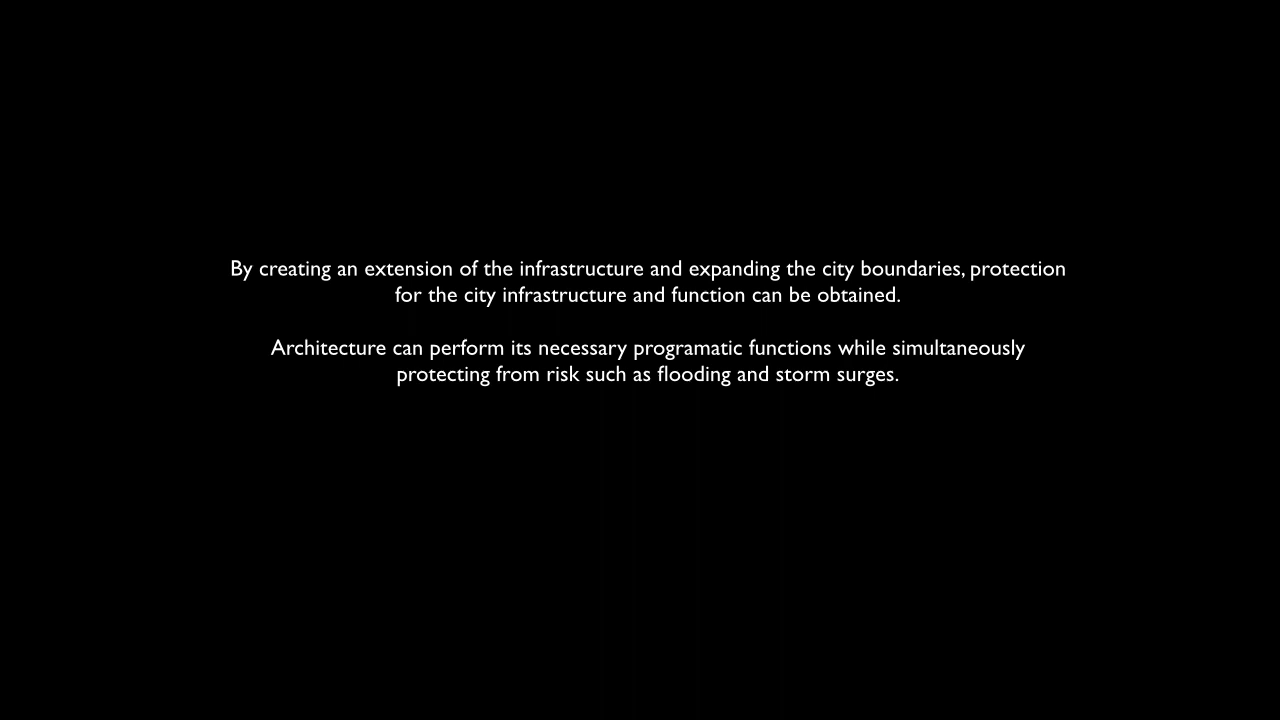 By creating an extension of the infrastructure and expanding the city boundaries, protection
for the city infrastructure and function can be obtained.
Architecture can perform its necessary programatic functions while simultaneously
protecting from risk such as flooding and storm surges.